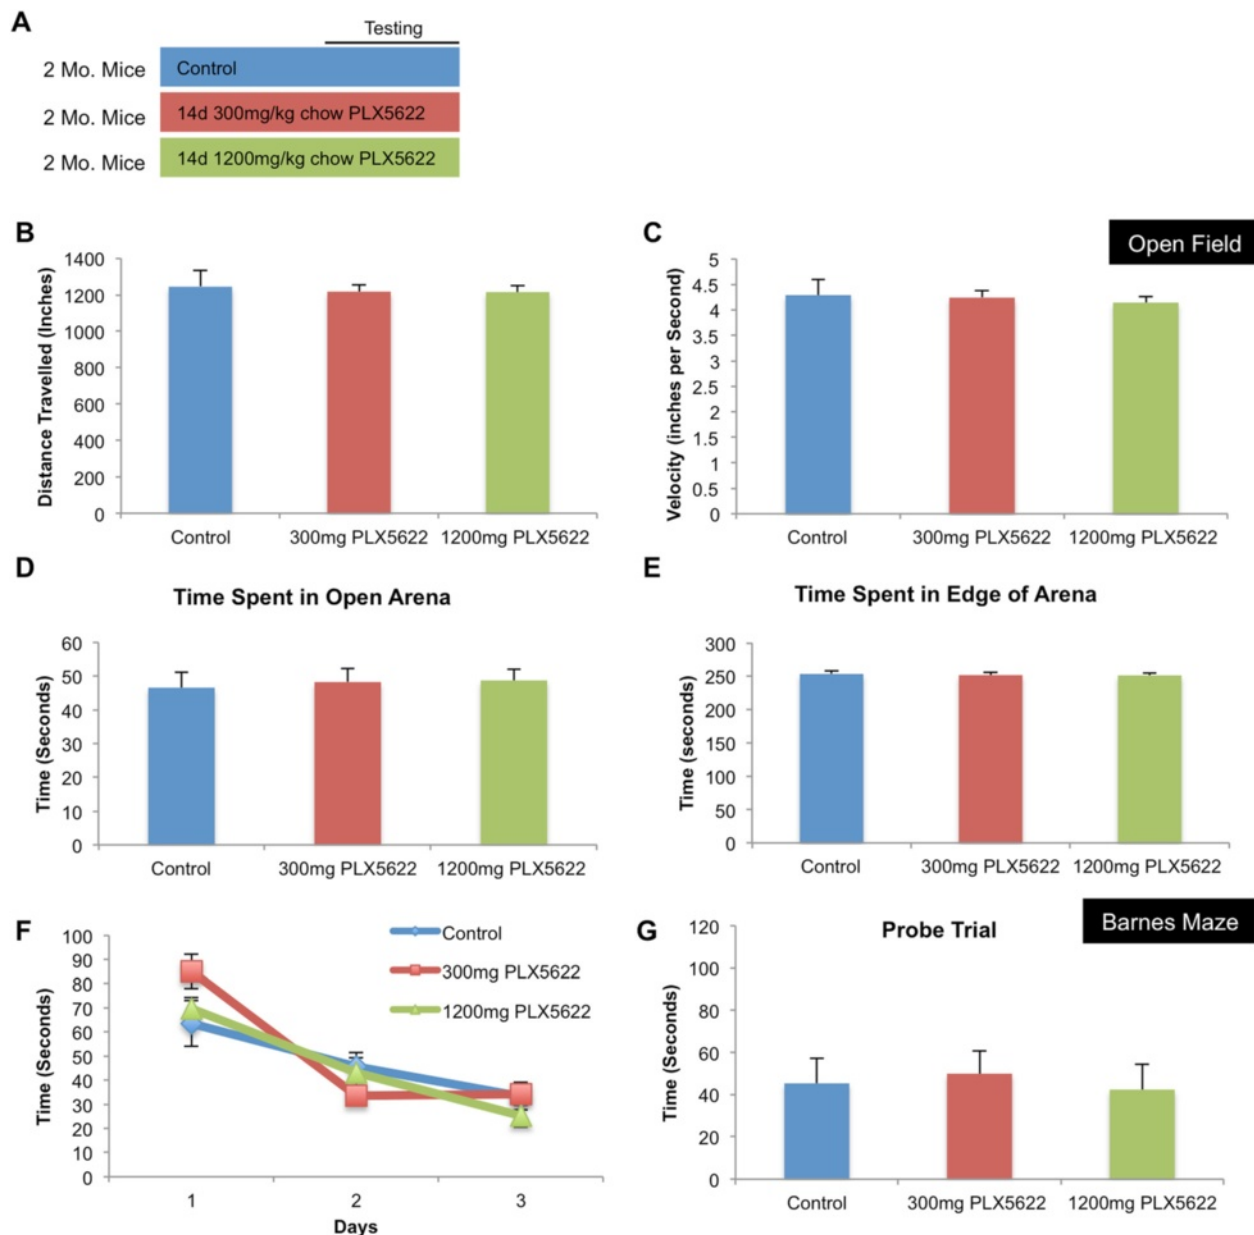 A
Testing
2 Mo. Mice
Control
2 Mo. Mice
14d 300mg/kg chow PLX5622
2 Mo. Mice
14d 1200mg/kg chow PLX5622
B
Distance Travelled (Inches)
1400
1200
1000
800
600
400
200
0
Control
300mg PLX5622
1200mg PLX5622
C
Open Field
Velocity (inches per Second)
5
4.5
4
3.5
3
2.5
2
1.5
1
0.5
0
Control
300mg PLX5622
1200mg PLX5622
D
Time Spent in Open Arena
Time (Seconds)
60
50
40
30
20
10
0
Control
300mg PLX5622
1200mg PLX5622
E
Time Spent in Edge of Arena
Time (seconds)
300
250
200
150
100
50
0
Control
300mg PLX5622
1200mg PLX5622
F
Time (Seconds)
100
90
80
70
60
50
40
30
20
10
0
Control
300mg PLX5622
1200mg PLX5622
1
2
3
Days
G
Probe Trial
Barnes Maze
Time (Seconds)
120
100
80
60
40
20
0
Control
300mg PLX5622
1200mg PLX5622